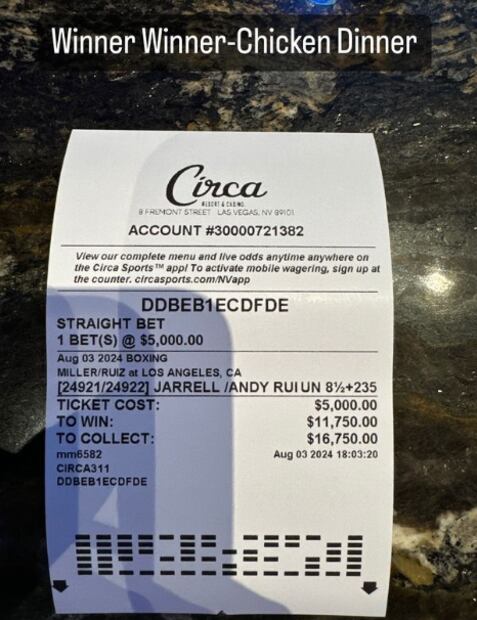 Winner Winner-Chicken Dinner
Circa
RESORT & CASINO
8 FREMONT STREET LAS VEGAS, NV 89101
ACCOUNT #30000721382
View our complete menu and live odds anytime anywhere on
the Circa Sports™ app! To activate mobile wagering, sign up at
the counter. circasports.com/NVapp
DDBEB1ECDFDE
STRAIGHT BET
1 BET(S) @ $5,000.00
Aug 03 2024 BOXING
MILLER/RUIZ at LOS ANGELES, CA
[24921/24922] JARRELL /ANDY RUI UN 8½+235
TICKET COST: $5,000.00
TO WIN: $11,750.00
TO COLLECT: $16,750.00
mm6582 Aug 03 2024 18:03:20
CIRCA311
DDBEB1ECDFDE